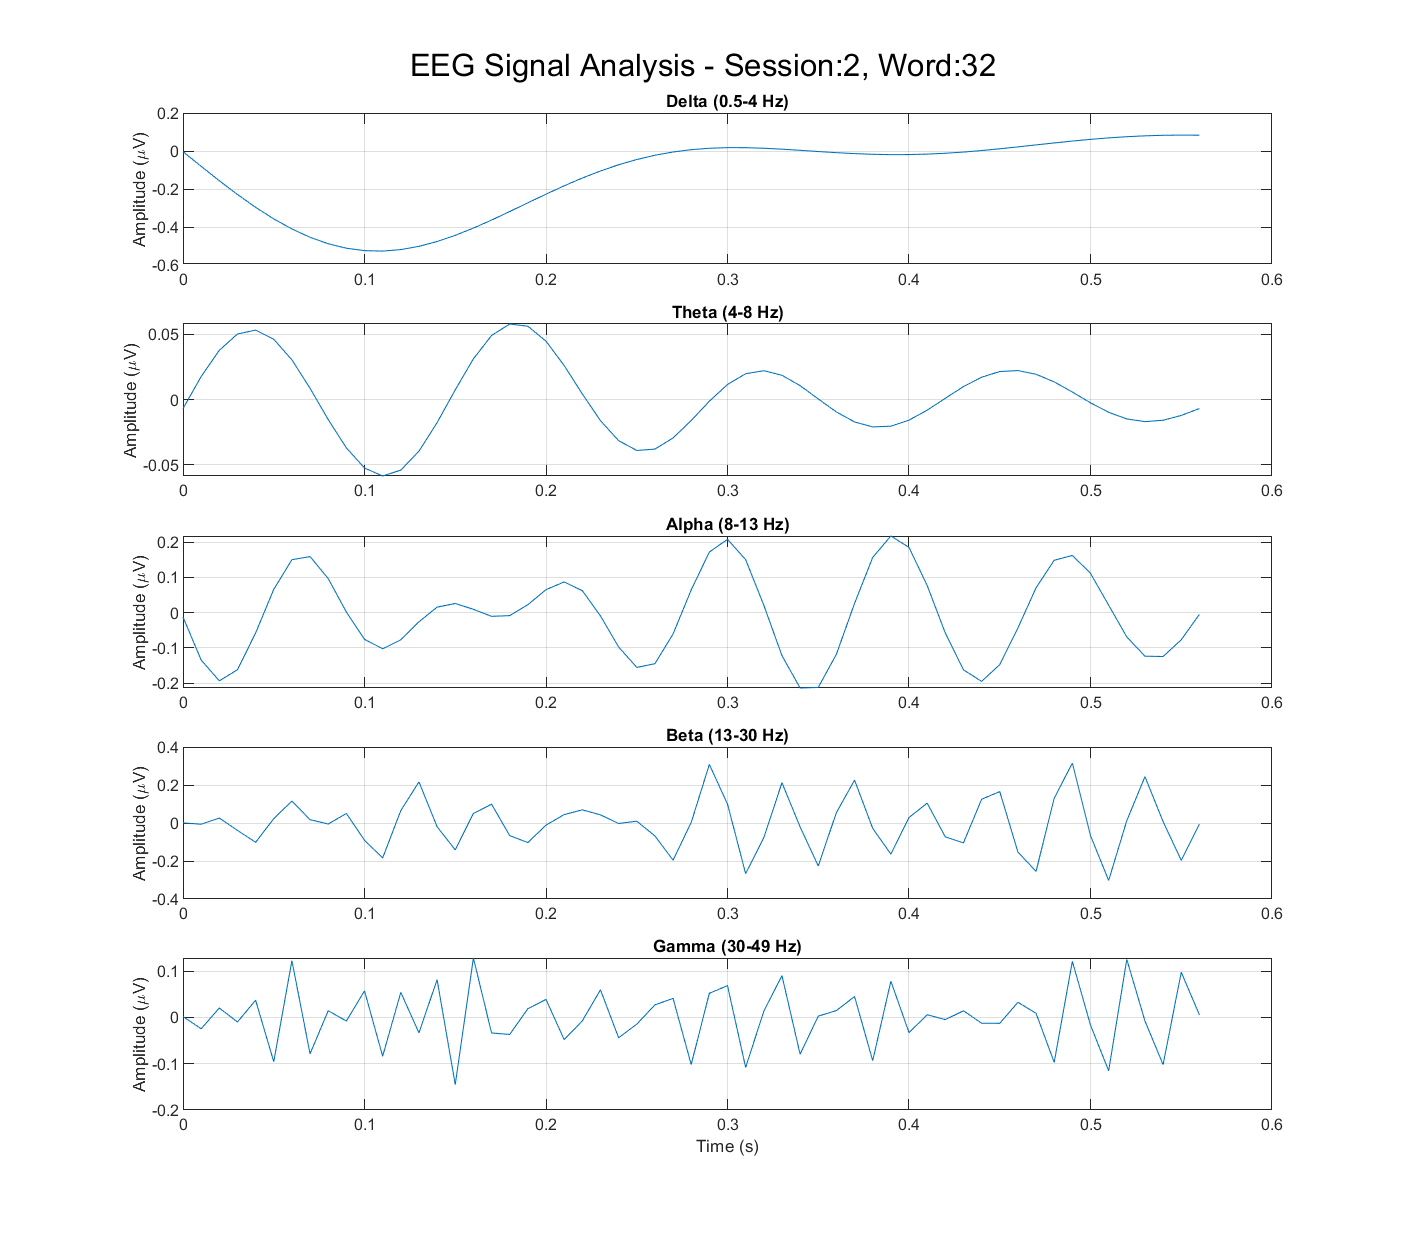 EEG Signal Analysis - Session:2, Word:32
Delta (0.5-4 Hz)
Amplitude (μV)
0.2
0
-0.2
-0.4
-0.6
0 0.1 0.2 0.3 0.4 0.5 0.6
Theta (4-8 Hz)
Amplitude (μV)
0.05
0
-0.05
0 0.1 0.2 0.3 0.4 0.5 0.6
Alpha (8-13 Hz)
Amplitude (μV)
0.2
0.1
0
-0.1
-0.2
0 0.1 0.2 0.3 0.4 0.5 0.6
Beta (13-30 Hz)
Amplitude (μV)
0.4
0.2
0
-0.2
-0.4
0 0.1 0.2 0.3 0.4 0.5 0.6
Gamma (30-49 Hz)
Amplitude (μV)
0.1
0
-0.1
-0.2
0 0.1 0.2 0.3 0.4 0.5 0.6
Time (s)